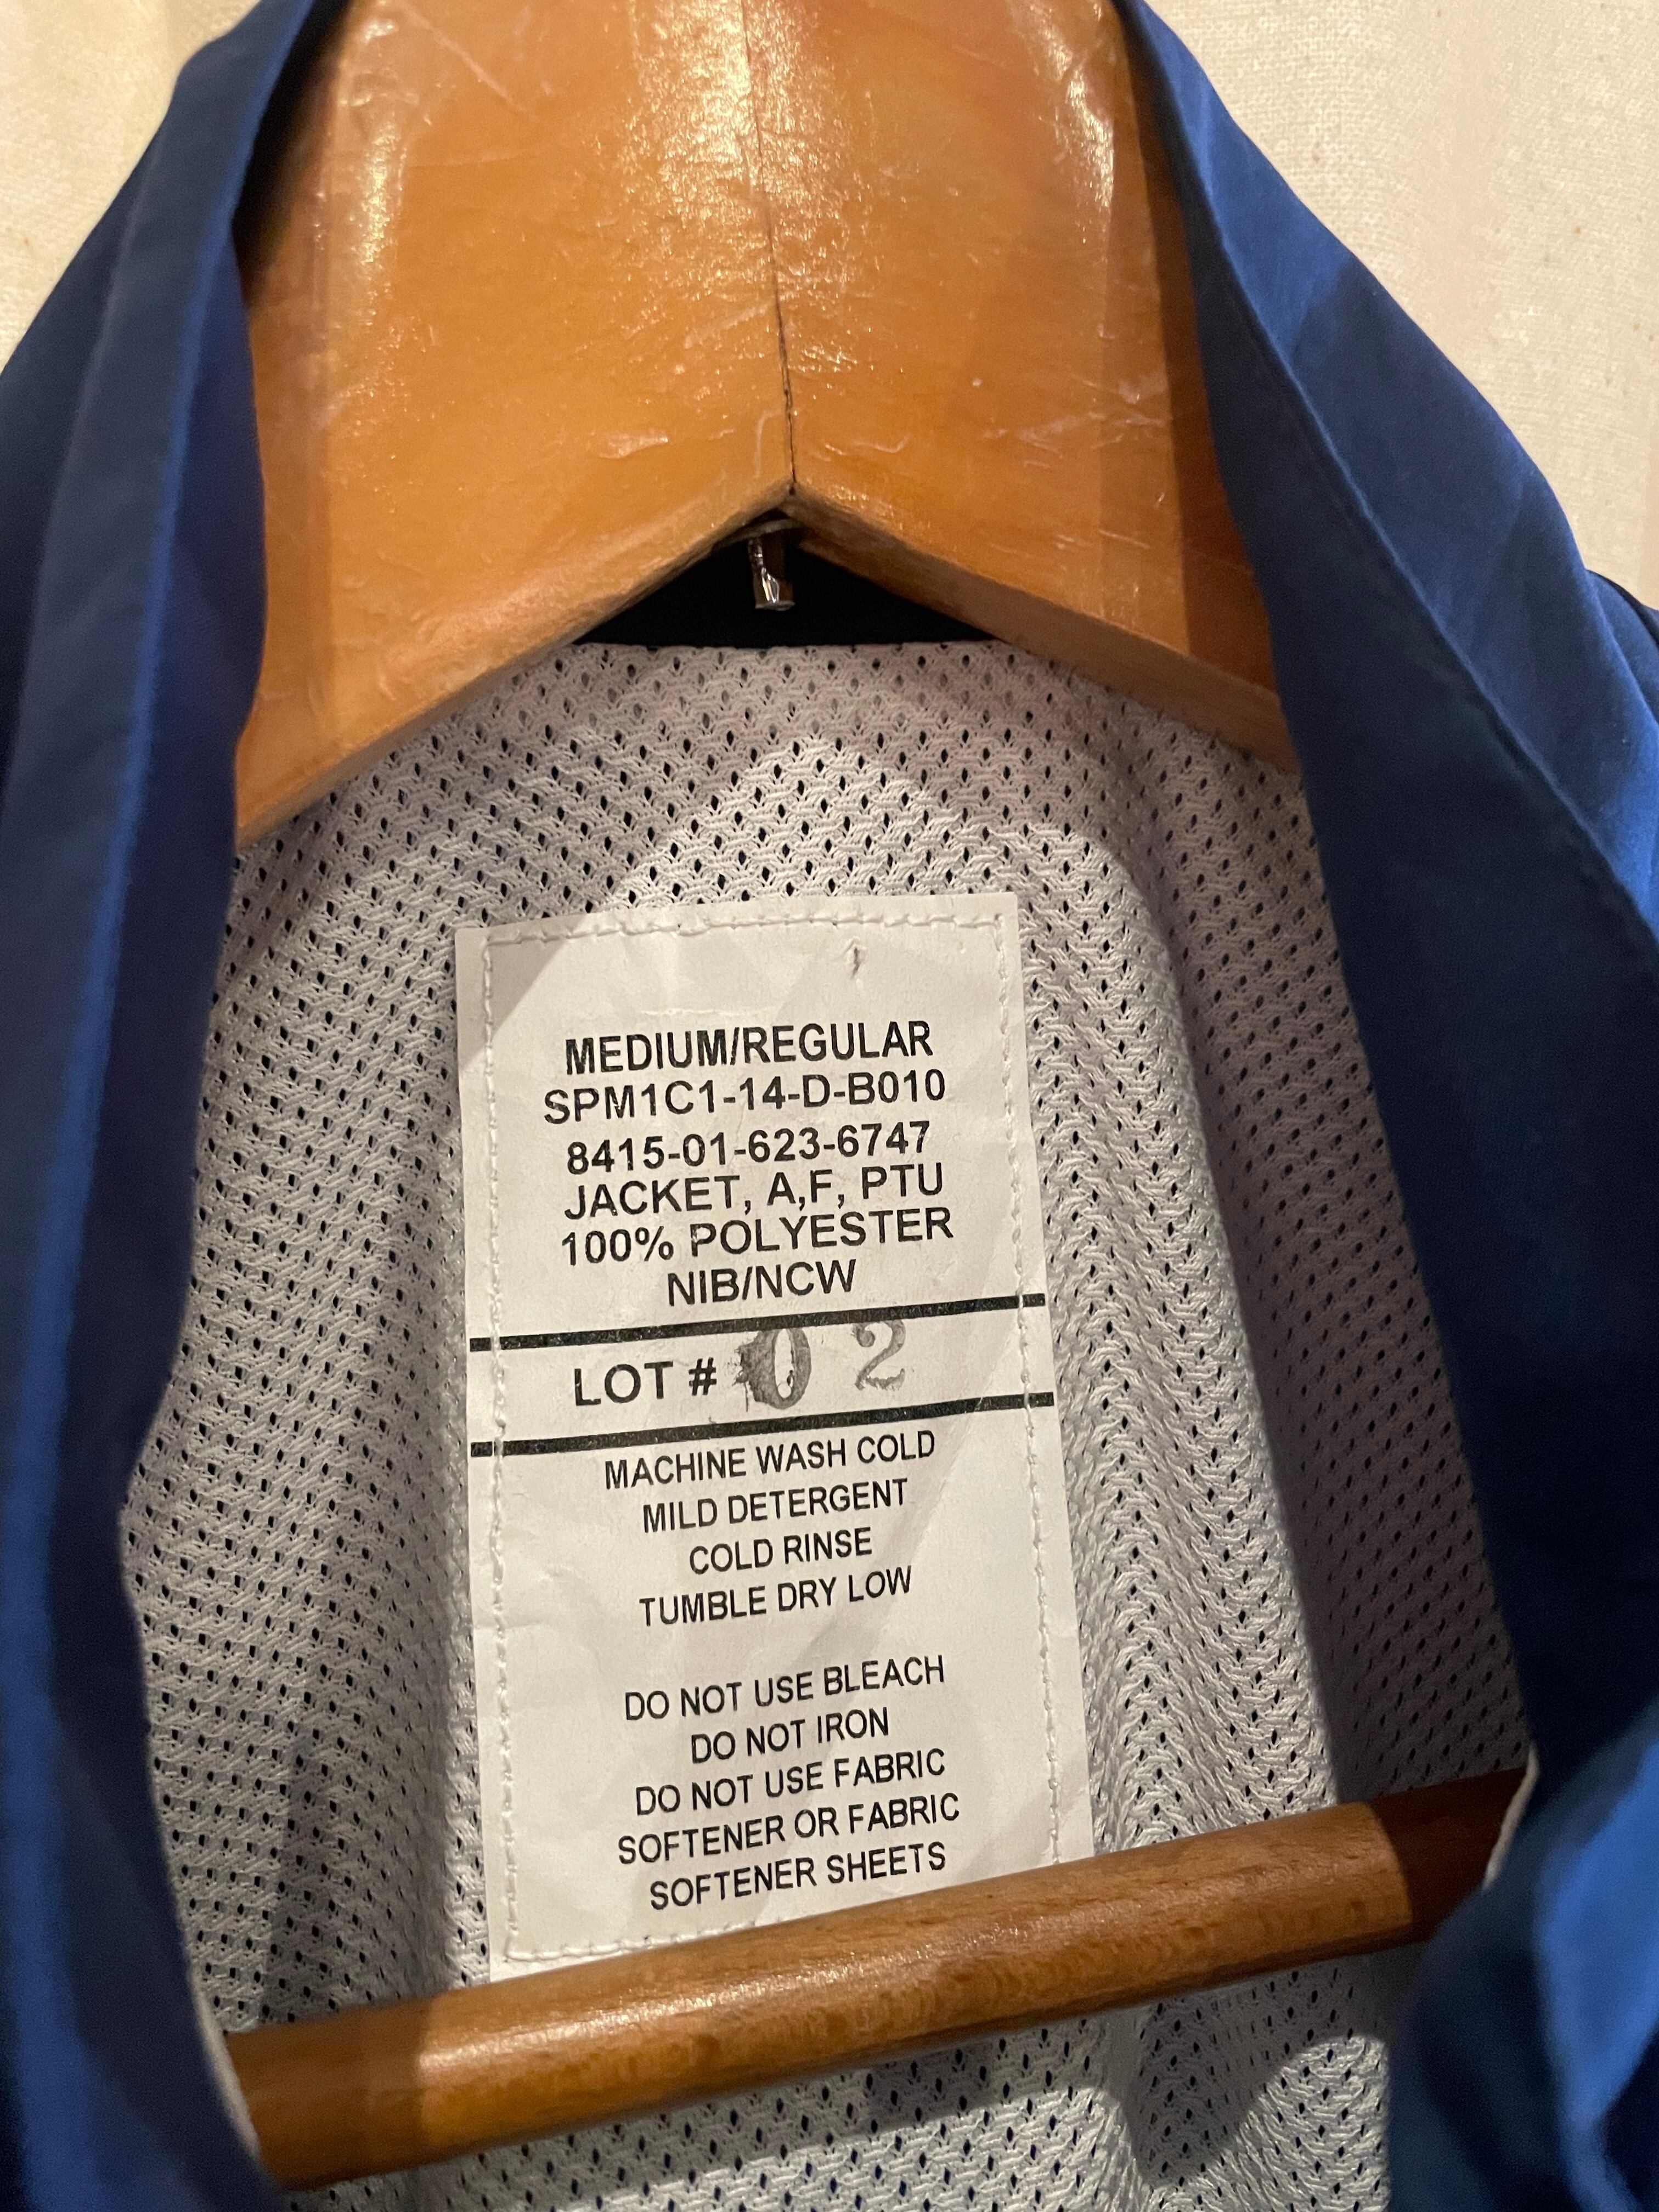 MEDIUM/REGULAR
SPM1C1-14-D-B010
8415-01-623-6747
JACKET, A,F, PTU
100% POLYESTER
NIB/NCW
LOT # 02
MACHINE WASH COLD
MILD DETERGENT
COLD RINSE
TUMBLE DRY LOW
DO NOT USE BLEACH
DO NOT IRON
DO NOT USE FABRIC
SOFTENER OR FABRIC
SOFTENER SHEETS